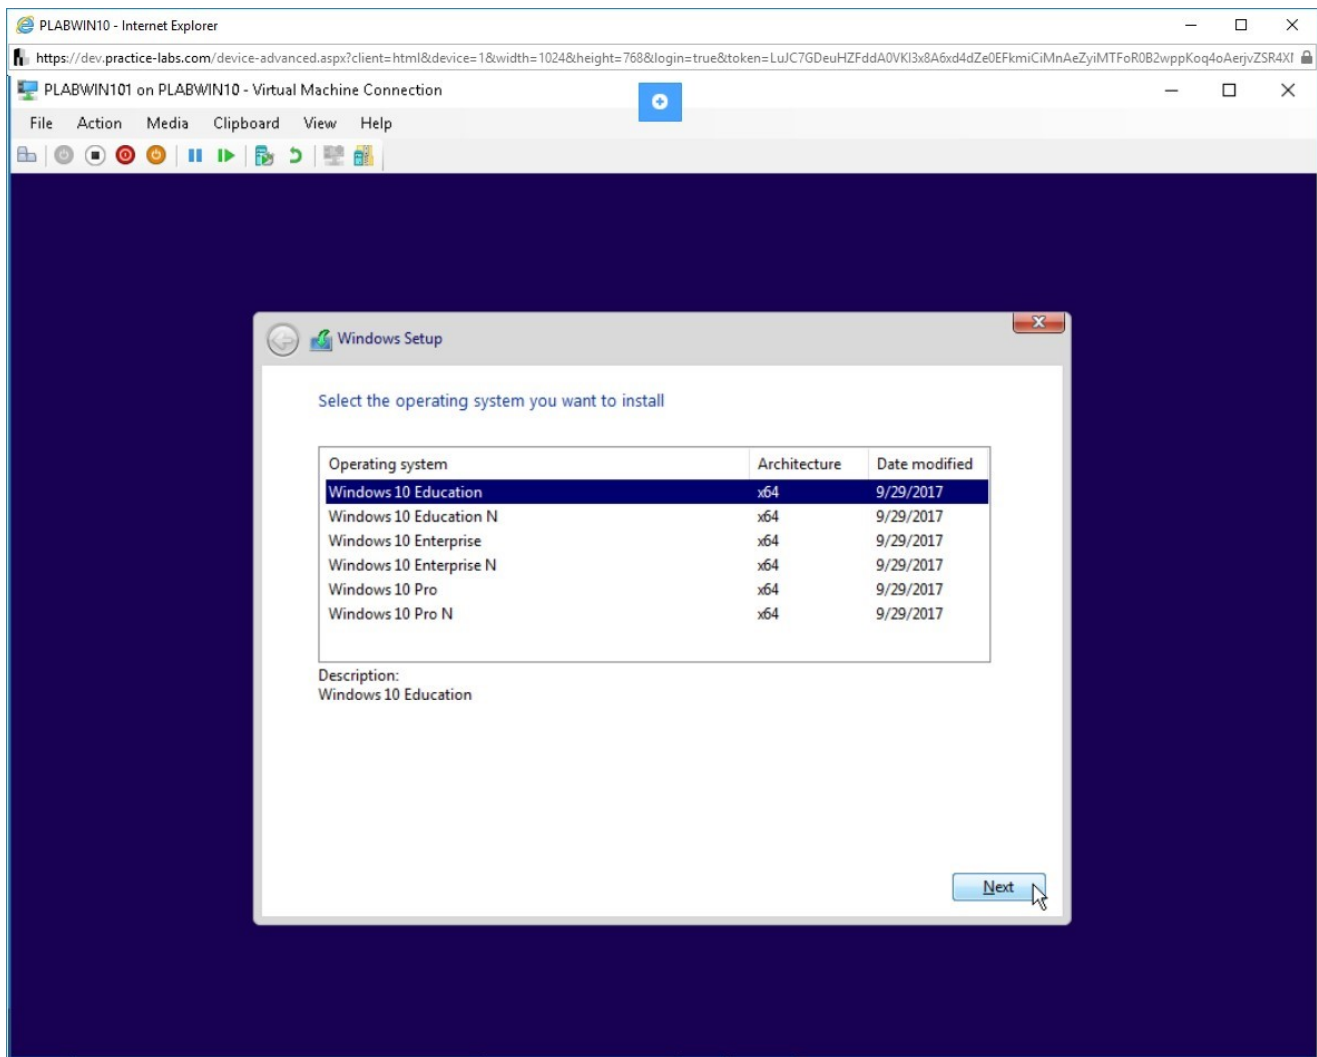 PLABWIN10 - Internet Explorer
https://dev.practice-labs.com/device-advanced.aspx?client=html&device=1&width=1024&height=768&login=true&token=
PLABWIN101 on PLABWIN10 - Virtual Machine Connection
File Action Media Clipboard View Help
Windows Setup
Select the operating system you want to install
Operating system Architecture Date modified
Windows 10 Education x64 9/29/2017
Windows 10 Education N x64 9/29/2017
Windows 10 Enterprise x64 9/29/2017
Windows 10 Enterprise N x64 9/29/2017
Windows 10 Pro x64 9/29/2017
Windows 10 Pro N x64 9/29/2017
Description:
Windows 10 Education
Next